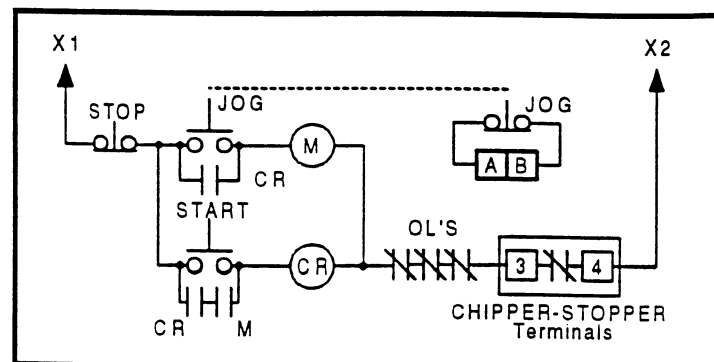 X1
X2
STOP
JOG
JOG
M
A B
CR
START
OL'S
CR
3 4
CHIPPER-STOPPER
Terminals
CR M